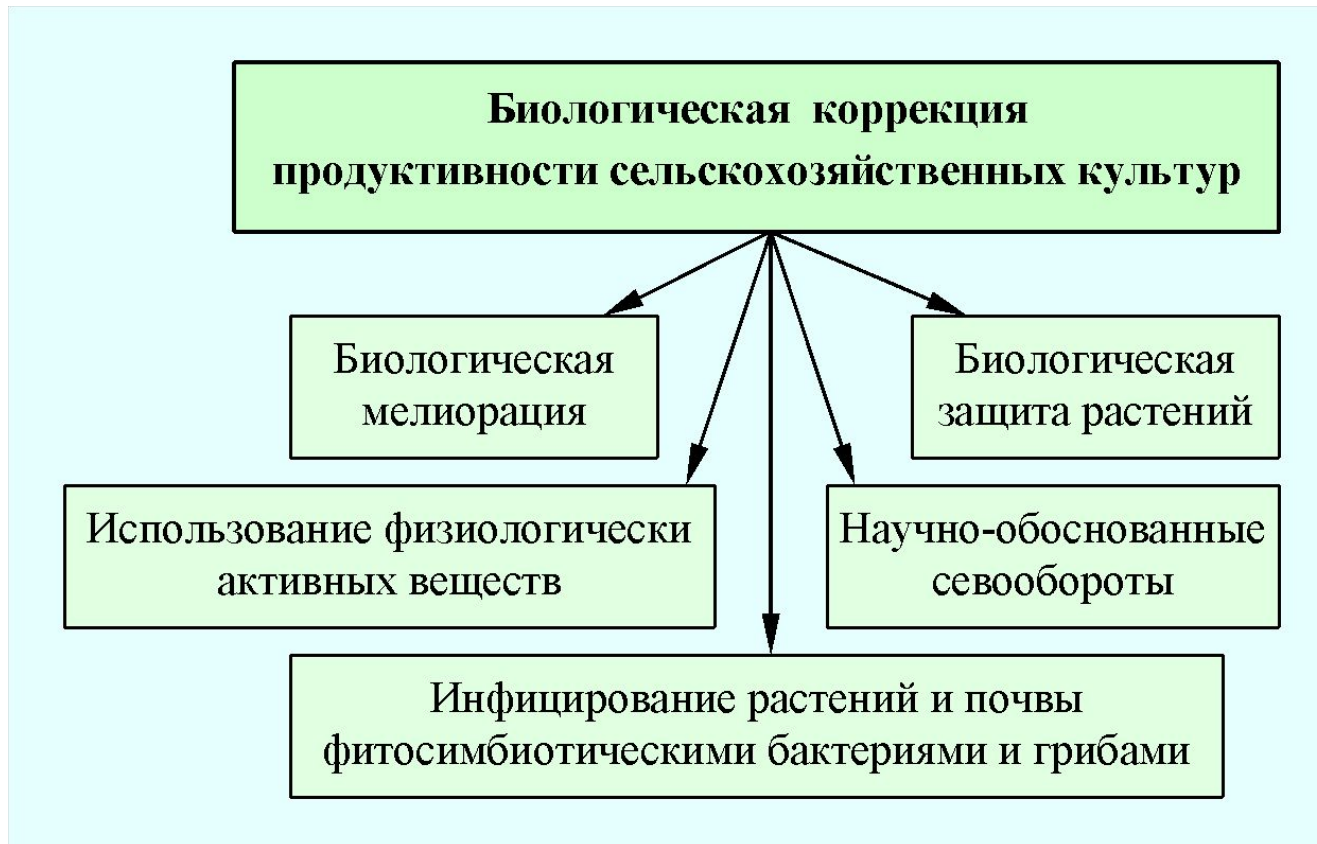 Биологическая коррекция
продуктивности сельскохозяйственных культур
Биологическая
мелиорация
Биологическая
защита растений
Использование физиологически
активных веществ
Научно-обоснованные
севообороты
Инфицирование растений и почвы
фитосимбиотическими бактериями и грибами